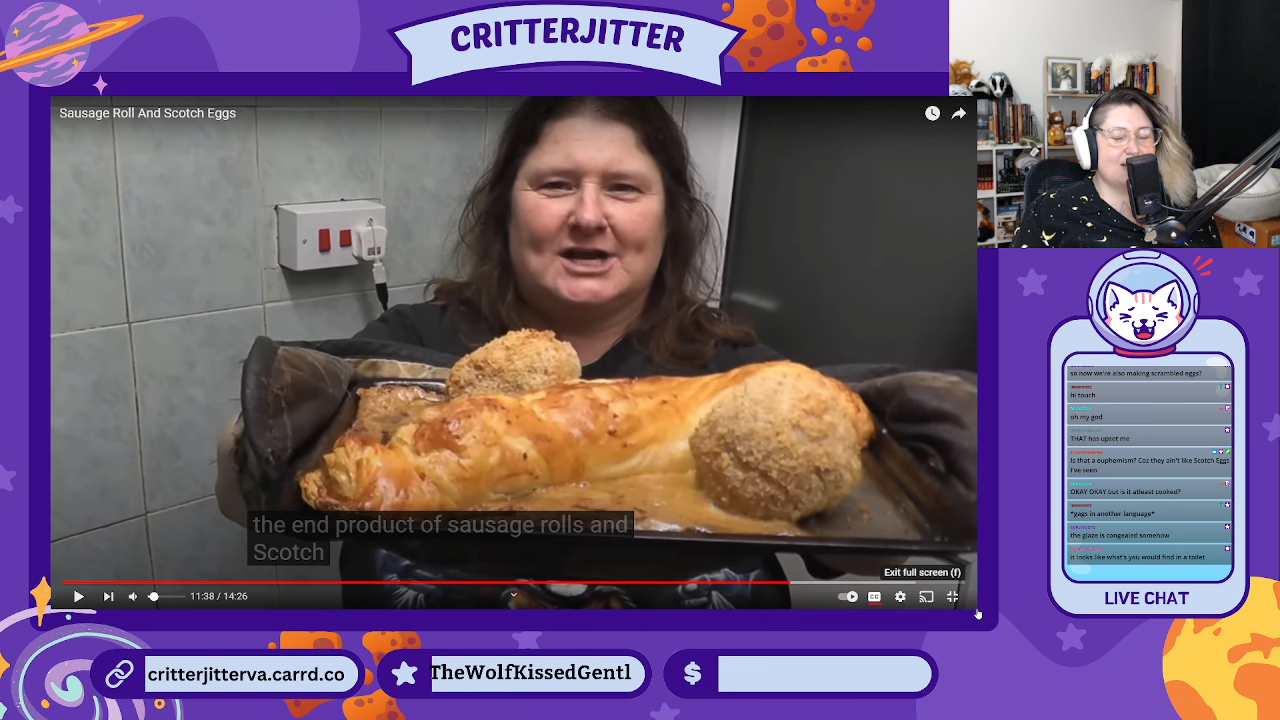 CRITTERJITTER
Sausage Roll And Scotch Eggs
the end product of sausage rolls and
Scotch
Exit full screen (f)
11:38 / 14:26
CC
so now we're also making scrambled eggs?
hi touch
oh my god
THAT has upset me
Is that a euphemism? Coz they ain't like Scotch Eggs
I've seen
OKAY OKAY but is it atleast cooked?
*gags in another language*
the glaze is congealed somehow
it looks like what's you would find in a toilet
LIVE CHAT
critterjitterva.carrd.co
TheWolfKissedGentl
$